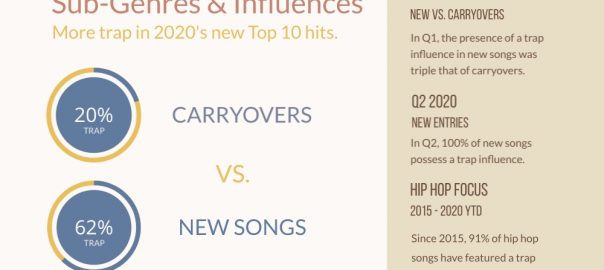 Sub-Genres & Influences
More trap in 2020's new Top 10 hits.
20%
TRAP
CARRYOVERS
VS.
62%
TRAP
NEW SONGS
NEW VS. CARRYOVERS
In Q1, the presence of a trap
influence in new songs was
triple that of carryovers.
Q2 2020
NEW ENTRIES
In Q2, 100% of new songs
possess a trap influence.
HIP HOP FOCUS
2015 - 2020 YTD
Since 2015, 91% of hip hop
songs have featured a trap